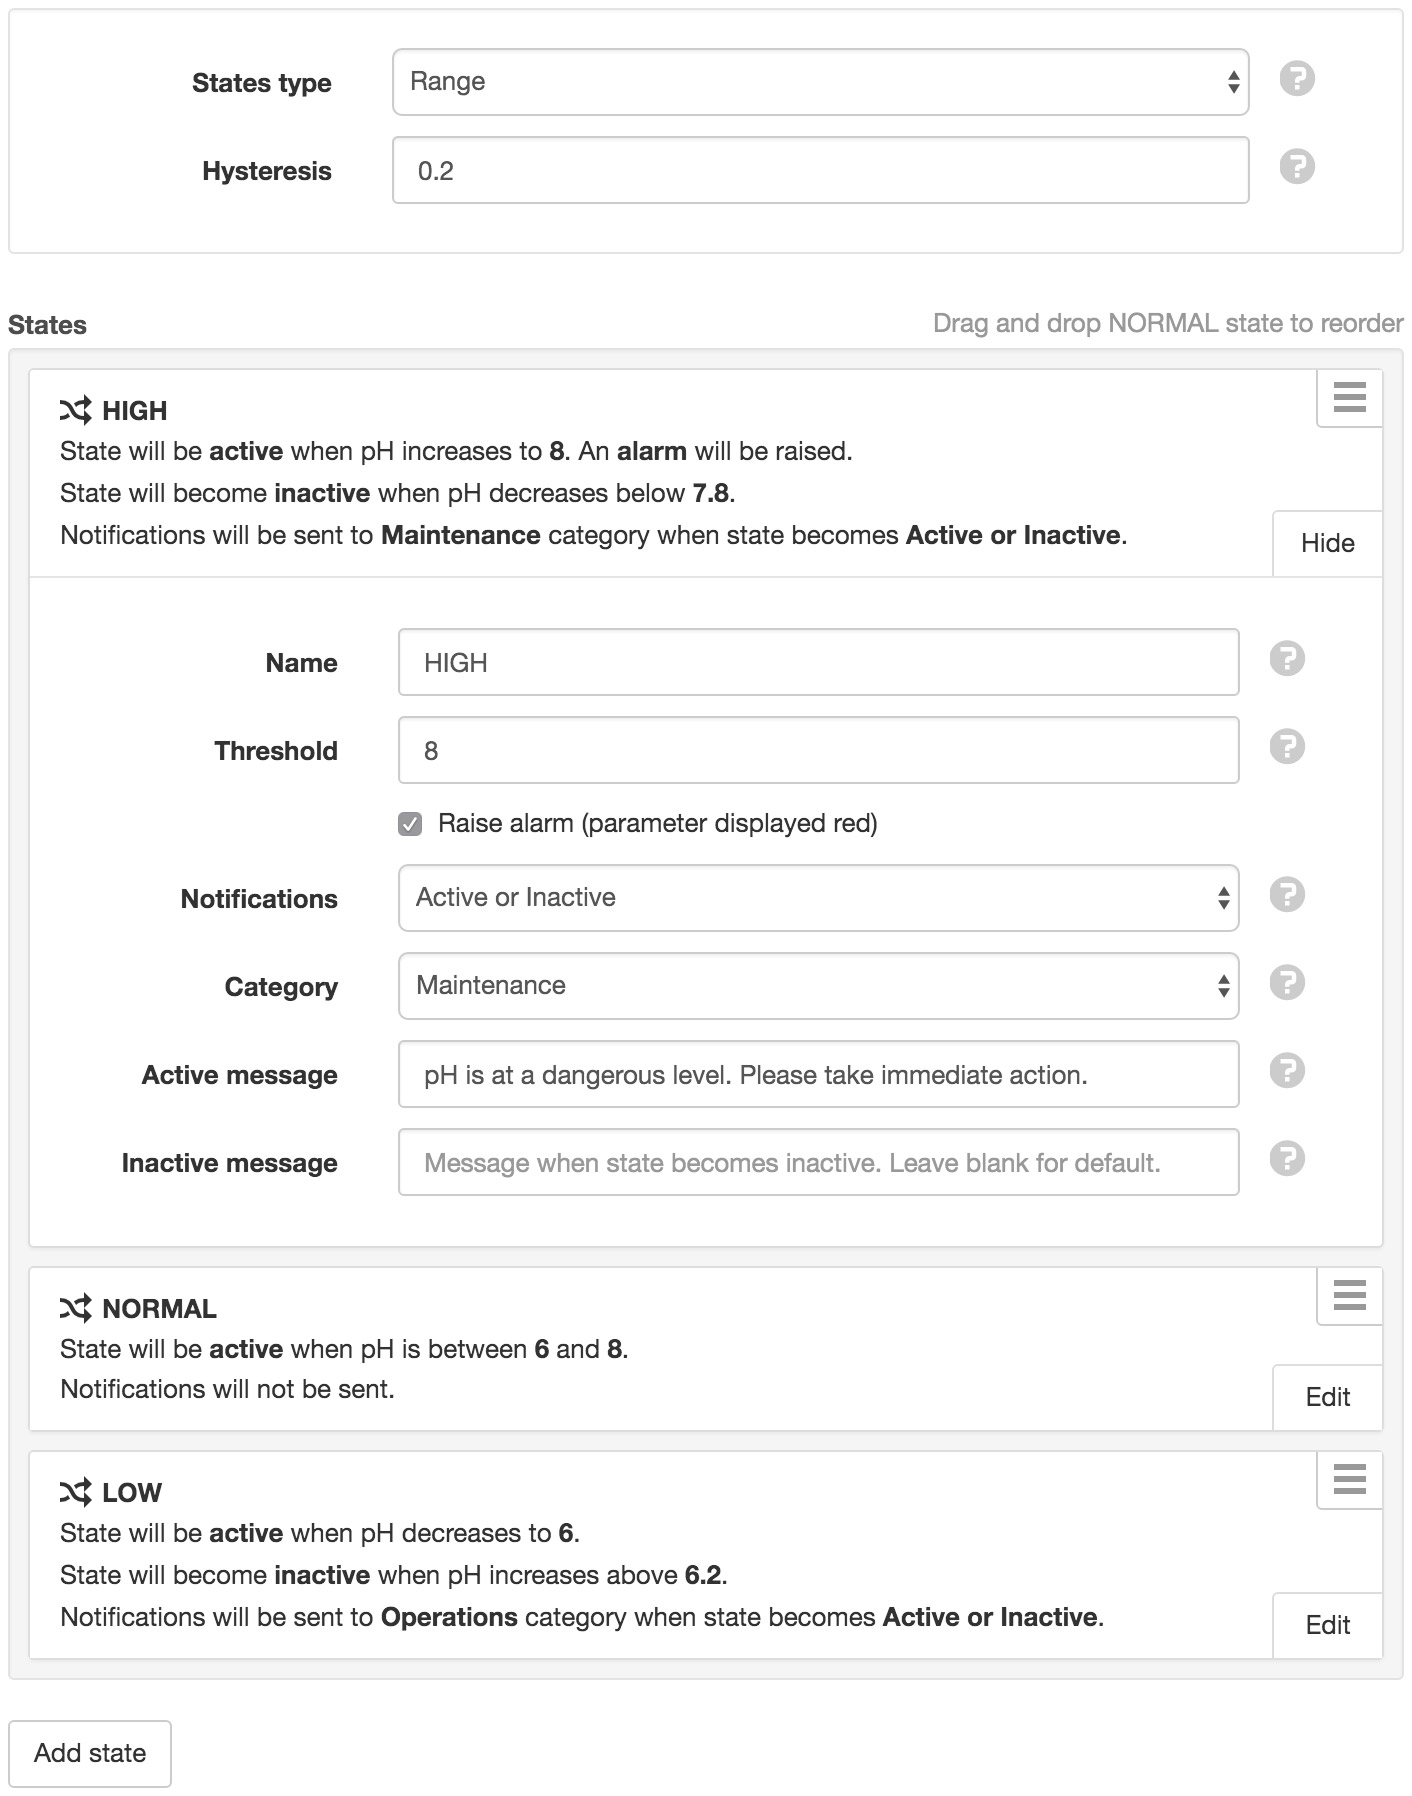 States type
Range
Hysteresis
0.2
States
Drag and drop NORMAL state to reorder
HIGH
State will be active when pH increases to 8. An alarm will be raised.
State will become inactive when pH decreases below 7.8.
Notifications will be sent to Maintenance category when state becomes Active or Inactive.
Hide
Name
HIGH
Threshold
8
Raise alarm (parameter displayed red)
Notifications
Active or Inactive
Category
Maintenance
Active message
pH is at a dangerous level. Please take immediate action.
Inactive message
Message when state becomes inactive. Leave blank for default.
NORMAL
State will be active when pH is between 6 and 8.
Notifications will not be sent.
Edit
LOW
State will be active when pH decreases to 6.
State will become inactive when pH increases above 6.2.
Notifications will be sent to Operations category when state becomes Active or Inactive.
Edit
Add state